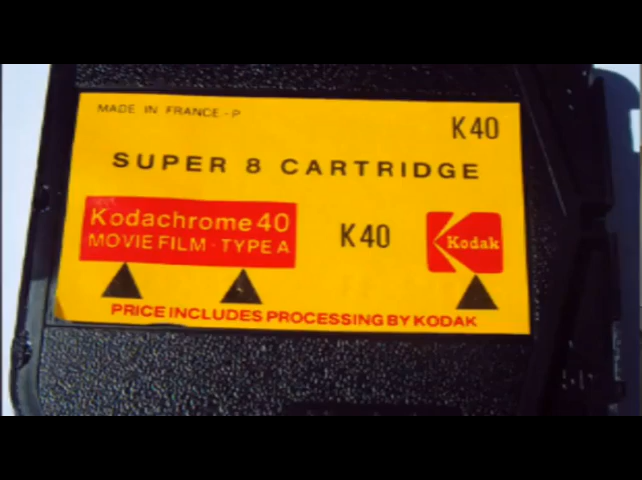 MADE IN FRANCE - P
K40
SUPER 8 CARTRIDGE
Kodachrome 40
MOVIE FILM · TYPE A
K40
Kodak
PRICE INCLUDES PROCESSING BY KODAK